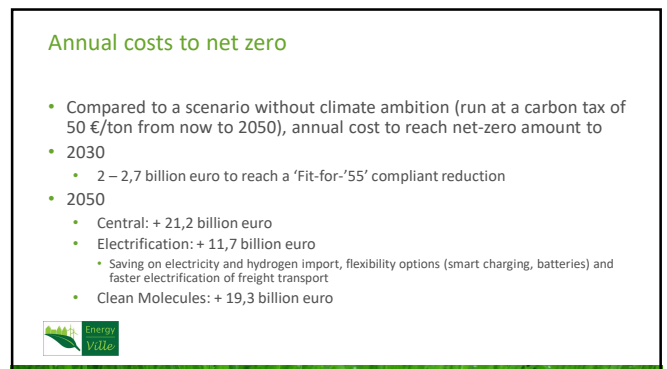 Annual costs to net zero
• Compared to a scenario without climate ambition (run at a carbon tax of
50 €/ton from now to 2050), annual cost to reach net-zero amount to
• 2030
• 2 – 2,7 billion euro to reach a ‘Fit-for-’55’ compliant reduction
• 2050
• Central: + 21,2 billion euro
• Electrification: + 11,7 billion euro
• Saving on electricity and hydrogen import, flexibility options (smart charging, batteries) and
faster electrification of freight transport
• Clean Molecules: + 19,3 billion euro
Energy
Ville